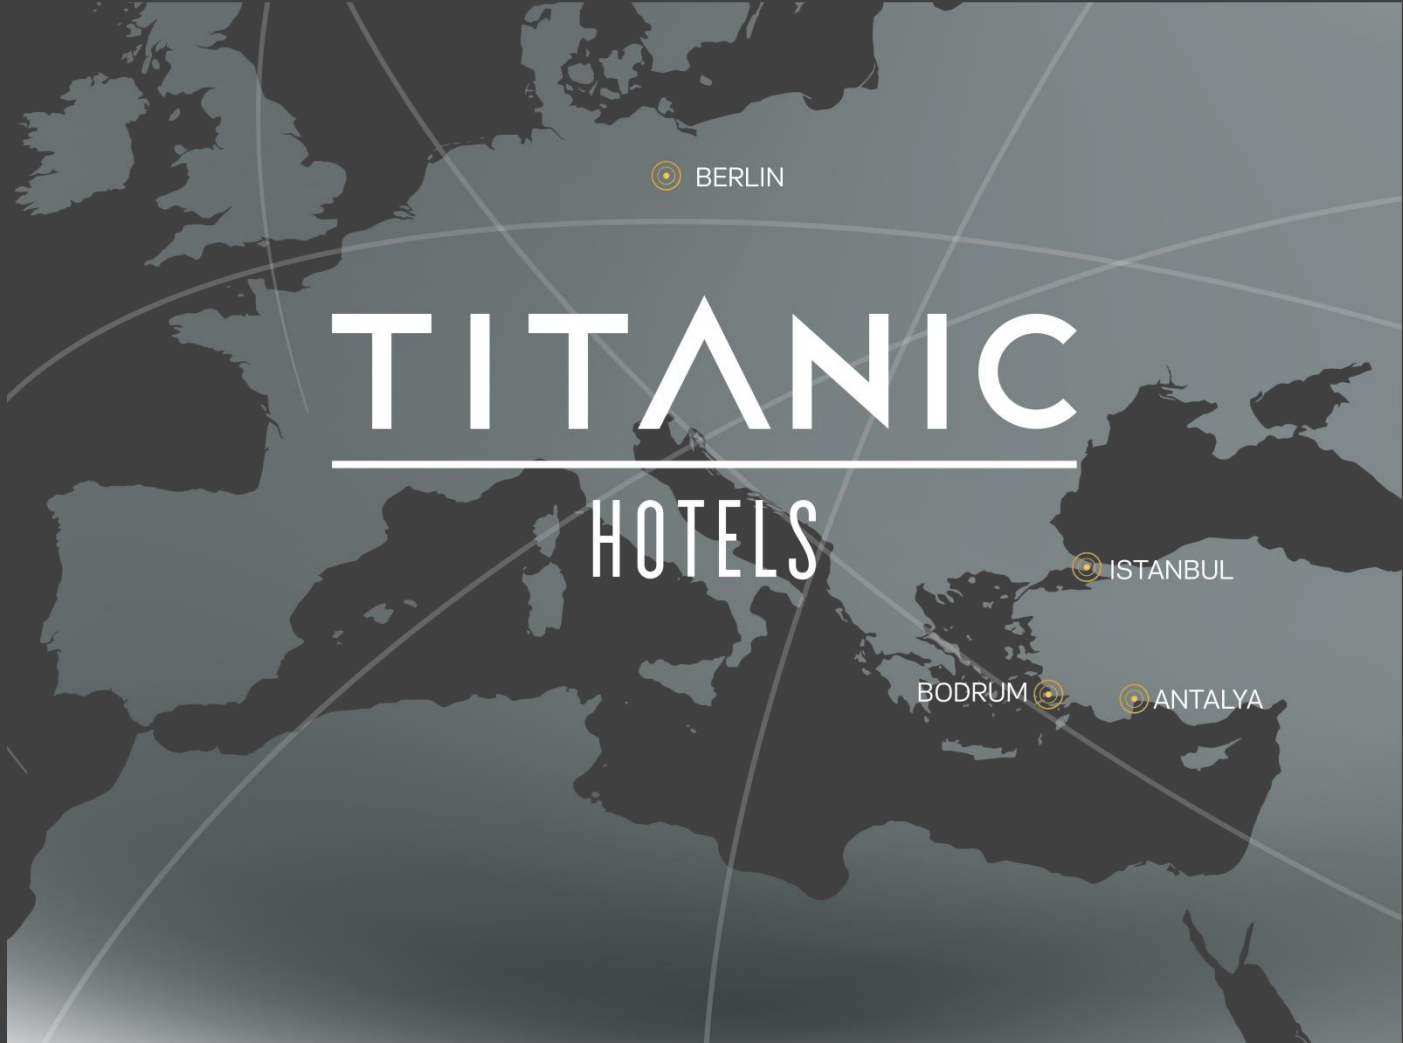 BERLIN
TITANIC
HOTELS
ISTANBUL
BODRUM
ANTALYA